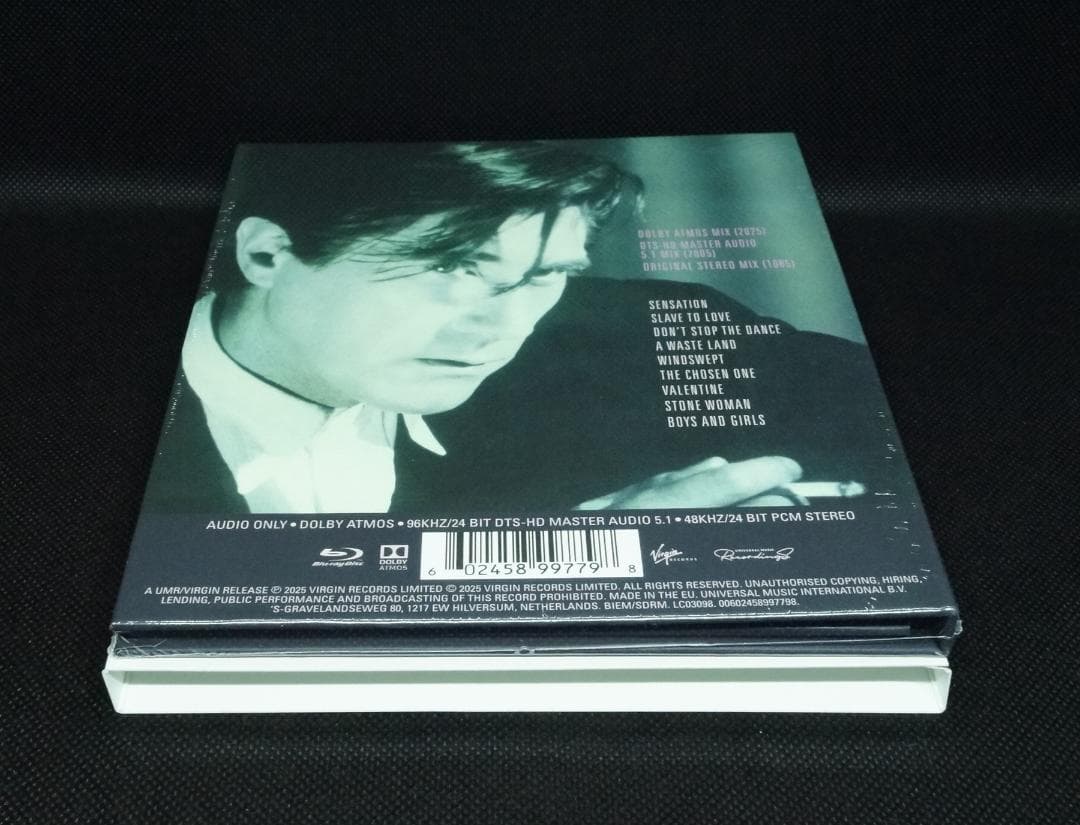 DOLBY ATMOS MIX (2025)
DTS-HD MASTER AUDIO
5.1 MIX (2005)
ORIGINAL STEREO MIX (1985)
SENSATION
SLAVE TO LOVE
DON'T STOP THE DANCE
A WASTE LAND
WINDSWEPT
THE CHOSEN ONE
VALENTINE
STONE WOMAN
BOYS AND GIRLS
AUDIO ONLY • DOLBY ATMOS • 96KHZ/24 BIT DTS-HD MASTER AUDIO 5.1 • 48KHZ/24 BIT PCM STEREO
Blu-ray Disc
DOLBY
ATMOS
6 02458 99779 8
Virgin
RECORDS
UNIVERSAL MUSIC
Recordings
A UMR/VIRGIN RELEASE ℗ 2025 VIRGIN RECORDS LIMITED © 2025 VIRGIN RECORDS LIMITED. ALL RIGHTS RESERVED. UNAUTHORISED COPYING, HIRING,
LENDING, PUBLIC PERFORMANCE AND BROADCASTING OF THIS RECORD PROHIBITED. MADE IN THE EU. UNIVERSAL MUSIC INTERNATIONAL B.V.
'S-GRAVELANDSEWEG 80, 1217 EW HILVERSUM, NETHERLANDS. BIEM/SDRM. LC03098. 00602458997798.